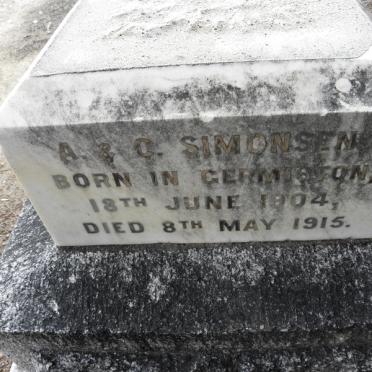 A. & C. SIMONSEN
BORN IN GERMISTON,
18TH JUNE 1904,
DIED 8TH MAY 1915.